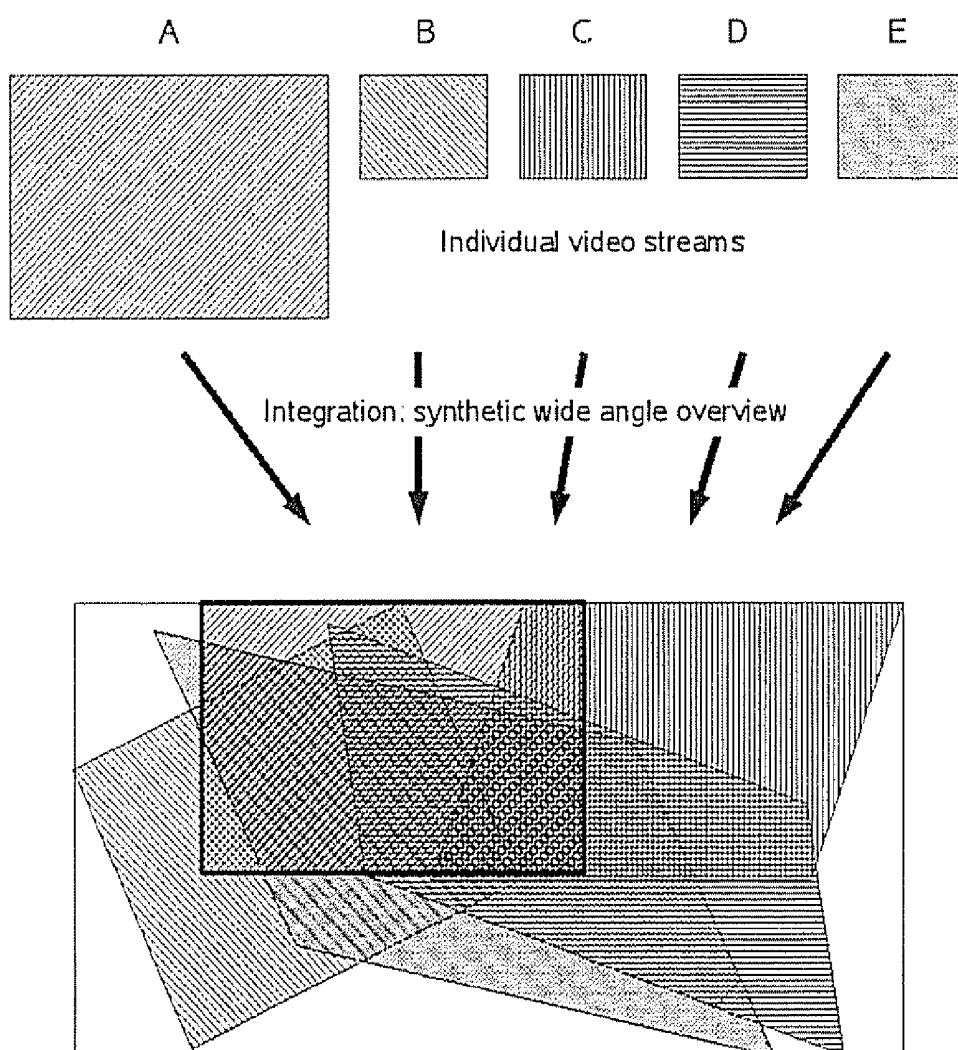 A B C D E
Individual video streams
Integration: synthetic wide angle overview